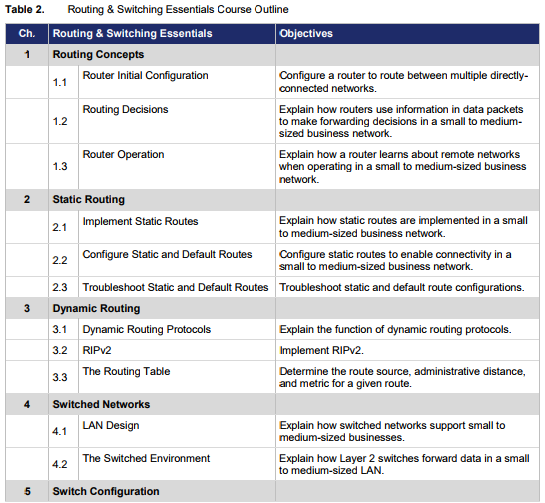 Table 2. Routing & Switching Essentials Course Outline
Ch. Routing & Switching Essentials Objectives
1 Routing Concepts
1.1 Router Initial Configuration Configure a router to route between multiple directly-
connected networks.
1.2 Routing Decisions Explain how routers use information in data packets
to make forwarding decisions in a small to medium-
sized business network.
1.3 Router Operation Explain how a router learns about remote networks
when operating in a small to medium-sized business
network.
2 Static Routing
2.1 Implement Static Routes Explain how static routes are implemented in a small
to medium-sized business network.
2.2 Configure Static and Default Routes Configure static routes to enable connectivity in a
small to medium-sized business network.
2.3 Troubleshoot Static and Default Routes Troubleshoot static and default route configurations.
3 Dynamic Routing
3.1 Dynamic Routing Protocols Explain the function of dynamic routing protocols.
3.2 RIPv2 Implement RIPv2.
3.3 The Routing Table Determine the route source, administrative distance,
and metric for a given route.
4 Switched Networks
4.1 LAN Design Explain how switched networks support small to
medium-sized businesses.
4.2 The Switched Environment Explain how Layer 2 switches forward data in a small
to medium-sized LAN.
5 Switch Configuration